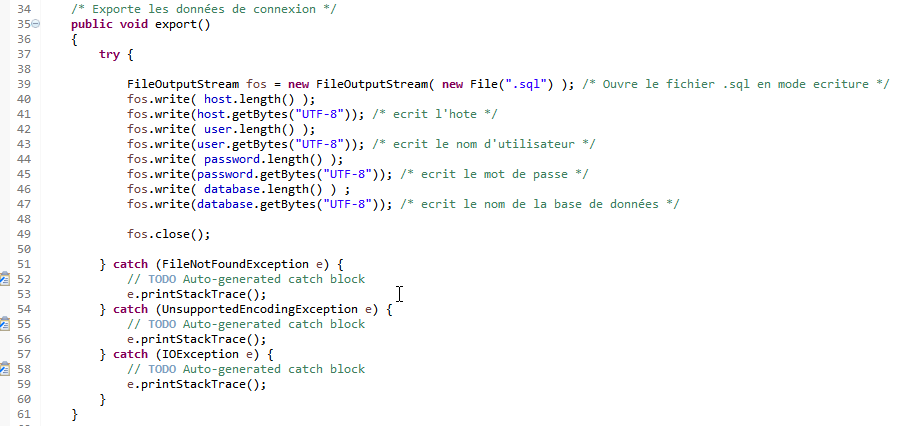 34 /* Exporte les données de connexion */
35 public void export()
36 {
37 try {
38
39 FileOutputStream fos = new FileOutputStream( new File(".sql") ); /* Ouvre le fichier .sql en mode ecriture */
40 fos.write( host.length() );
41 fos.write(host.getBytes("UTF-8")); /* ecrit l'hote */
42 fos.write( user.length() );
43 fos.write(user.getBytes("UTF-8")); /* ecrit le nom d'utilisateur */
44 fos.write( password.length() );
45 fos.write(password.getBytes("UTF-8")); /* ecrit le mot de passe */
46 fos.write( database.length() ) ;
47 fos.write(database.getBytes("UTF-8")); /* ecrit le nom de la base de données */
48
49 fos.close();
50
51 } catch (FileNotFoundException e) {
52 // TODO Auto-generated catch block
53 e.printStackTrace();
54 } catch (UnsupportedEncodingException e) {
55 // TODO Auto-generated catch block
56 e.printStackTrace();
57 } catch (IOException e) {
58 // TODO Auto-generated catch block
59 e.printStackTrace();
60 }
61 }